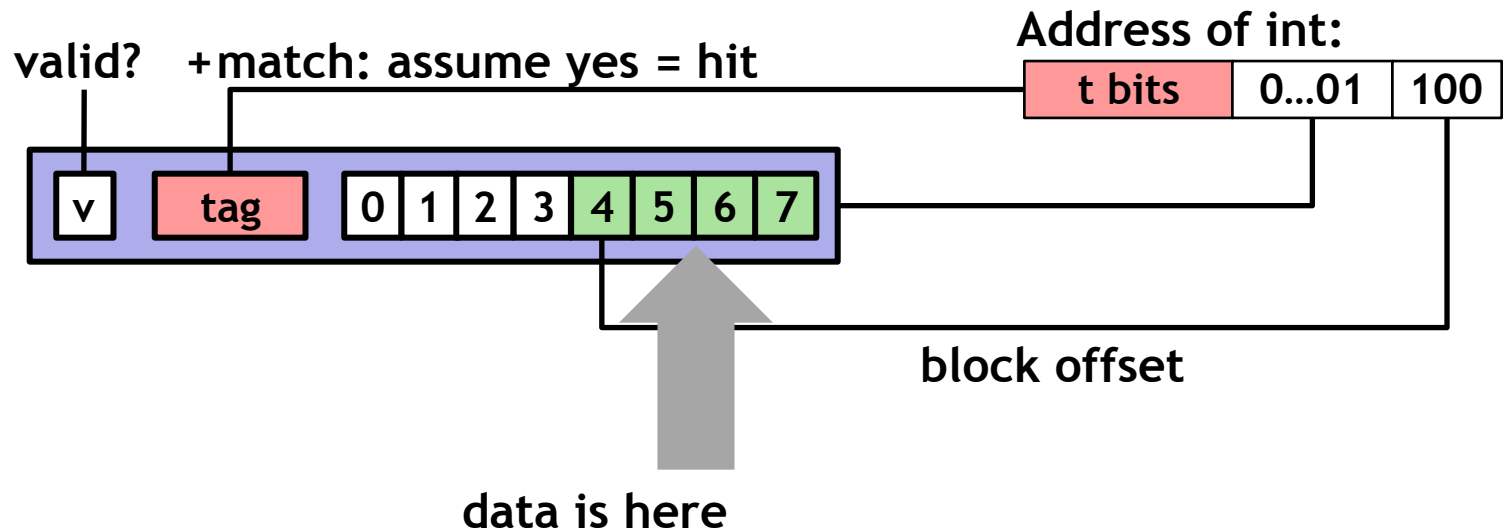 Address of int:
valid? +match: assume yes = hit
t bits 0...01 100
v tag 0 1 2 3 4 5 6 7
block offset
data is here